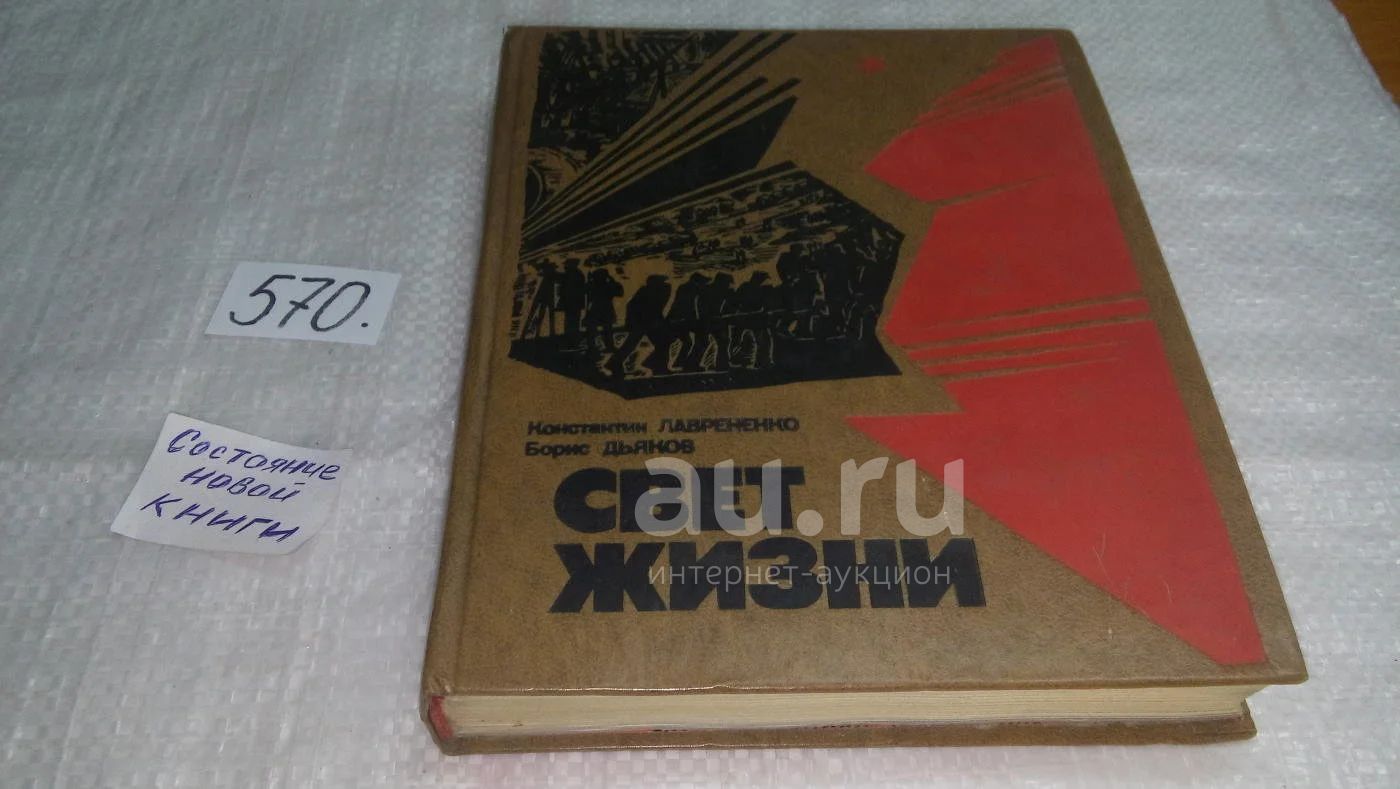 570.
Состояние
новой
книги
Константин ЛАВРЕНЕНКО
Борис ДЬЯКОВ
СВЕТ
ЖИЗНИ
au.ru
интернет-аукцион